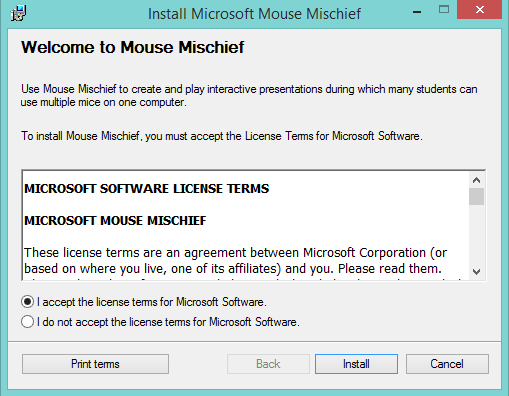 Install Microsoft Mouse Mischief
Welcome to Mouse Mischief
Use Mouse Mischief to create and play interactive presentations during which many students can
use multiple mice on one computer.
To install Mouse Mischief, you must accept the License Terms for Microsoft Software.
MICROSOFT SOFTWARE LICENSE TERMS
MICROSOFT MOUSE MISCHIEF
These license terms are an agreement between Microsoft Corporation (or
based on where you live, one of its affiliates) and you. Please read them.
I accept the license terms for Microsoft Software.
I do not accept the license terms for Microsoft Software.
Print terms
Back
Install
Cancel